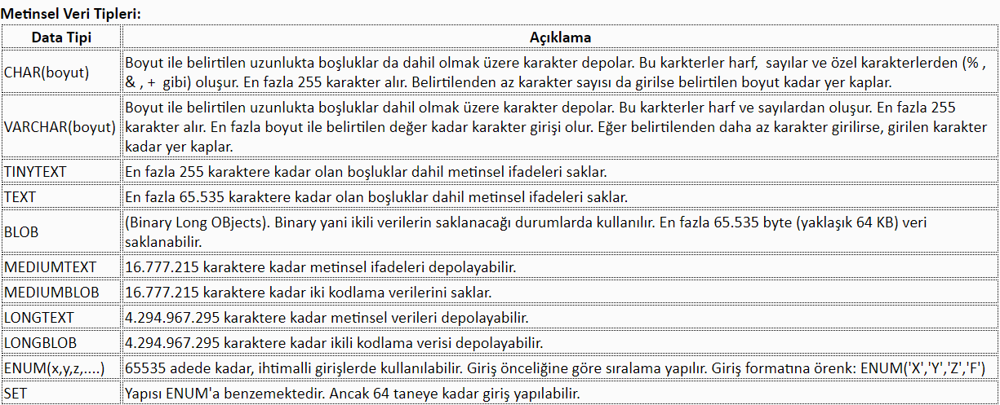 Metinsel Veri Tipleri:
Data Tipi Açıklama
CHAR(boyut) Boyut ile belirtilen uzunlukta boşluklar da dahil olmak üzere karakter depolar. Bu karkterler harf, sayılar ve özel karakterlerden (% ,
& , + gibi) oluşur. En fazla 255 karakter alır. Belirtilenden az karakter sayısı da girilse belirtilen boyut kadar yer kaplar.
VARCHAR(boyut) Boyut ile belirtilen uzunlukta boşluklar dahil olmak üzere karakter depolar. Bu karkterler harf ve sayılardan oluşur. En fazla 255
karakter alır. En fazla boyut ile belirtilen değer kadar karakter girişi olur. Eğer belirtilenden daha az karakter girilirse, girilen karakter
kadar yer kaplar.
TINYTEXT En fazla 255 karaktere kadar olan boşluklar dahil metinsel ifadeleri saklar.
TEXT En fazla 65.535 karaktere kadar olan boşluklar dahil metinsel ifadeleri saklar.
BLOB (Binary Long OBjects). Binary yani ikili verilerin saklanacağı durumlarda kullanılır. En fazla 65.535 byte (yaklaşık 64 KB) veri
saklanabilir.
MEDIUMTEXT 16.777.215 karaktere kadar metinsel ifadeleri depolayabilir.
MEDIUMBLOB 16.777.215 karaktere kadar iki kodlama verilerini saklar.
LONGTEXT 4.294.967.295 karaktere kadar metinsel verileri depolayabilir.
LONGBLOB 4.294.967.295 karaktere kadar ikili kodlama verisi depolayabilir.
ENUM(x,y,z,....) 65535 adede kadar, ihtimalli girişlerde kullanılabilir. Giriş önceliğine göre sıralama yapılır. Giriş formatına örenk: ENUM('X','Y','Z','F')
SET Yapısı ENUM'a benzemektedir. Ancak 64 taneye kadar giriş yapılabilir.